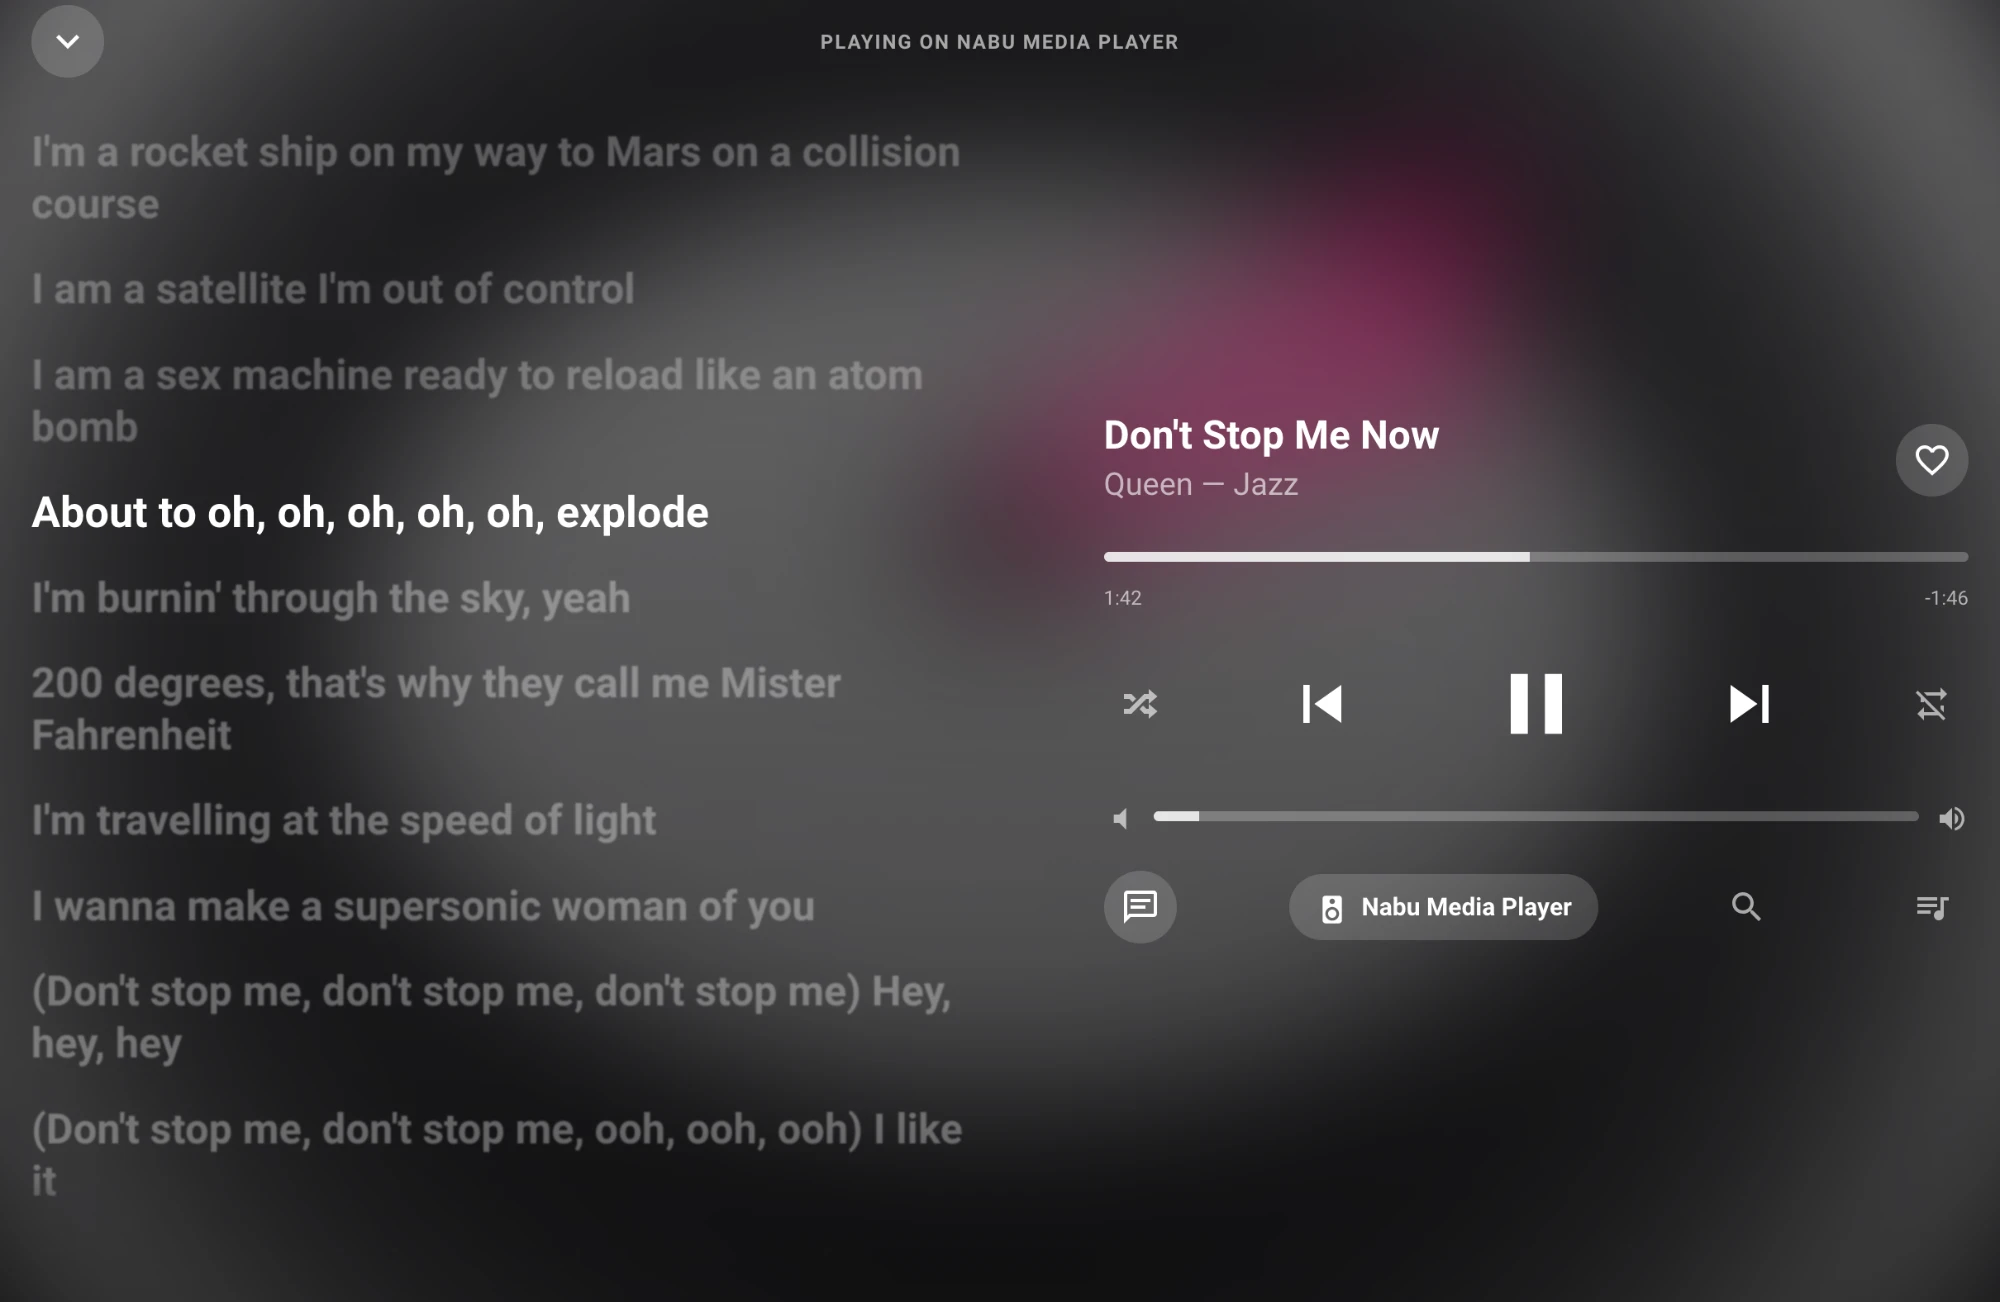 PLAYING ON NABU MEDIA PLAYER
I'm a rocket ship on my way to Mars on a collision
course
I am a satellite I'm out of control
I am a sex machine ready to reload like an atom
bomb
About to oh, oh, oh, oh, oh, explode
I'm burnin' through the sky, yeah
200 degrees, that's why they call me Mister
Fahrenheit
I'm travelling at the speed of light
I wanna make a supersonic woman of you
(Don't stop me, don't stop me, don't stop me) Hey,
hey, hey
(Don't stop me, don't stop me, ooh, ooh, ooh) I like
it
Don't Stop Me Now
Queen — Jazz
1:42
-1:46
Nabu Media Player